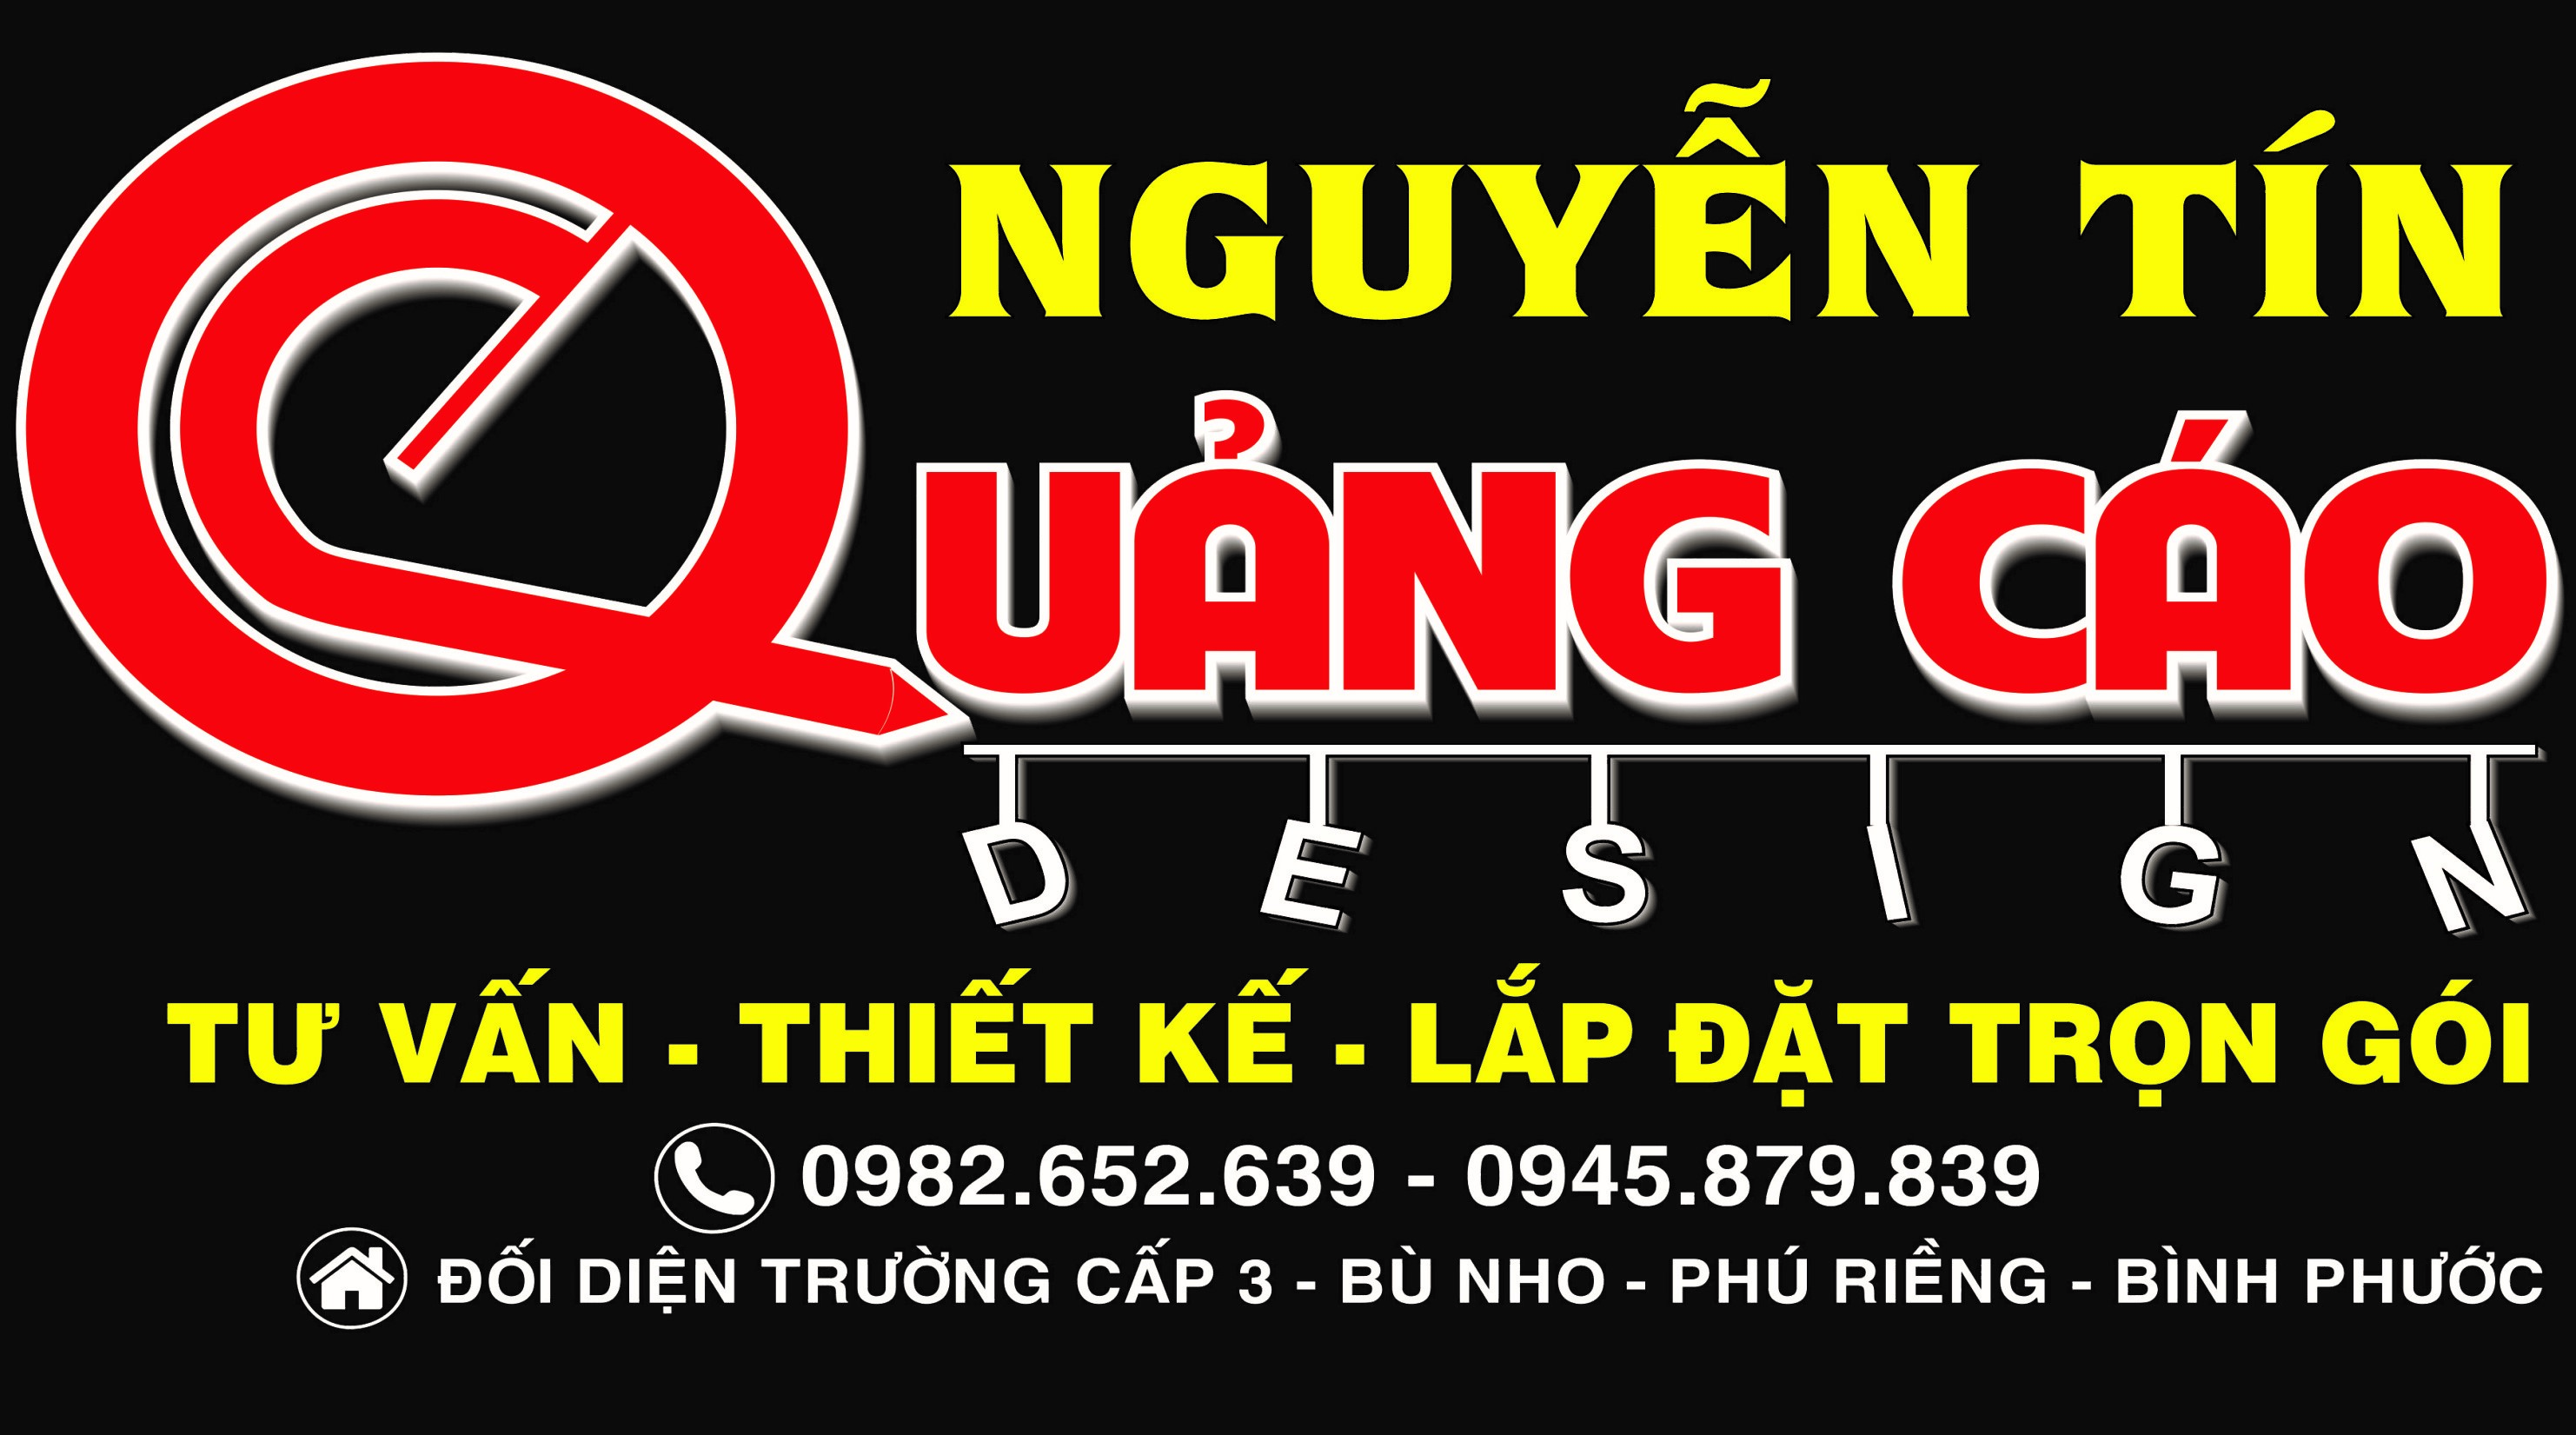 NGUYỄN TÍN
QUẢNG CÁO
DESIGN
TƯ VẤN - THIẾT KẾ - LẮP ĐẶT TRỌN GÓI
0982.652.639 - 0945.879.839
ĐỐI DIỆN TRƯỜNG CẤP 3 - BÙ NHO - PHÚ RIỀNG - BÌNH PHƯỚC